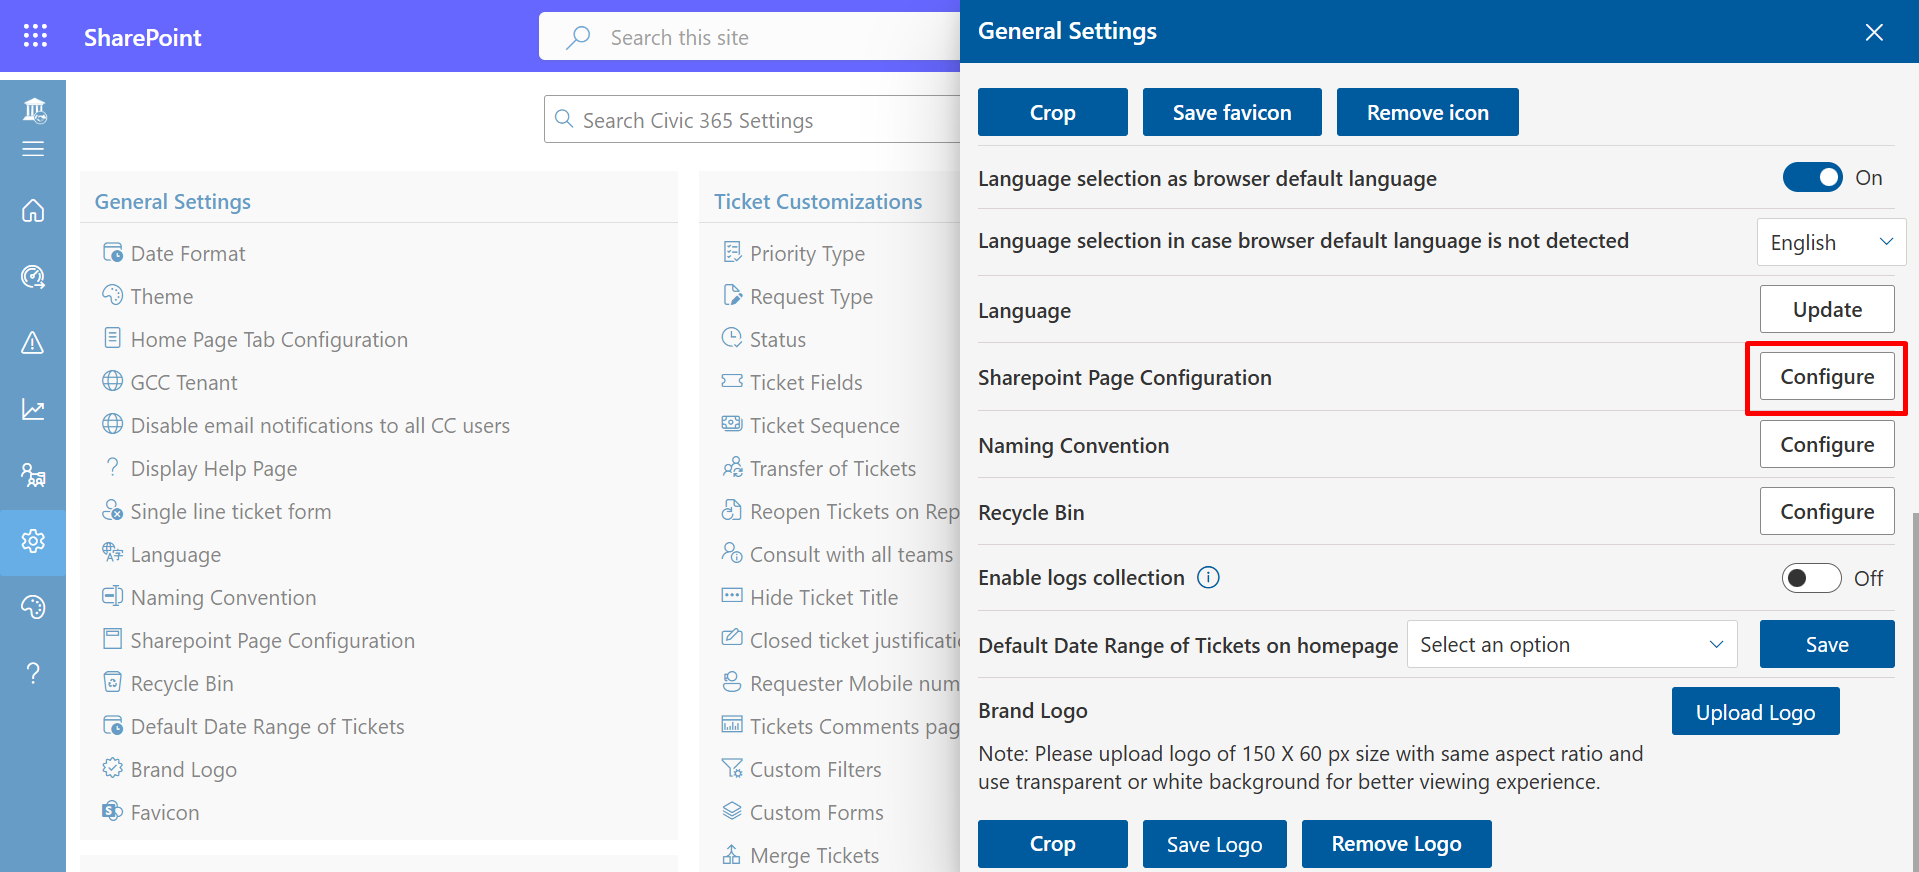 SharePoint
Search this site
Search Civic 365 Settings
General Settings
Date Format
Theme
Home Page Tab Configuration
GCC Tenant
Disable email notifications to all CC users
Display Help Page
Single line ticket form
Language
Naming Convention
Sharepoint Page Configuration
Recycle Bin
Default Date Range of Tickets
Brand Logo
Favicon
Ticket Customizations
Priority Type
Request Type
Status
Ticket Fields
Ticket Sequence
Transfer of Tickets
Reopen Tickets on Rep
Consult with all teams
Hide Ticket Title
Closed ticket justificati
Requester Mobile num
Tickets Comments pag
Custom Filters
Custom Forms
Merge Tickets
General Settings
Crop
Save favicon
Remove icon
Language selection as browser default language
On
Language selection in case browser default language is not detected
English
Language
Update
Sharepoint Page Configuration
Configure
Naming Convention
Configure
Recycle Bin
Configure
Enable logs collection
Off
Default Date Range of Tickets on homepage
Select an option
Save
Brand Logo
Upload Logo
Note: Please upload logo of 150 X 60 px size with same aspect ratio and
use transparent or white background for better viewing experience.
Crop
Save Logo
Remove Logo